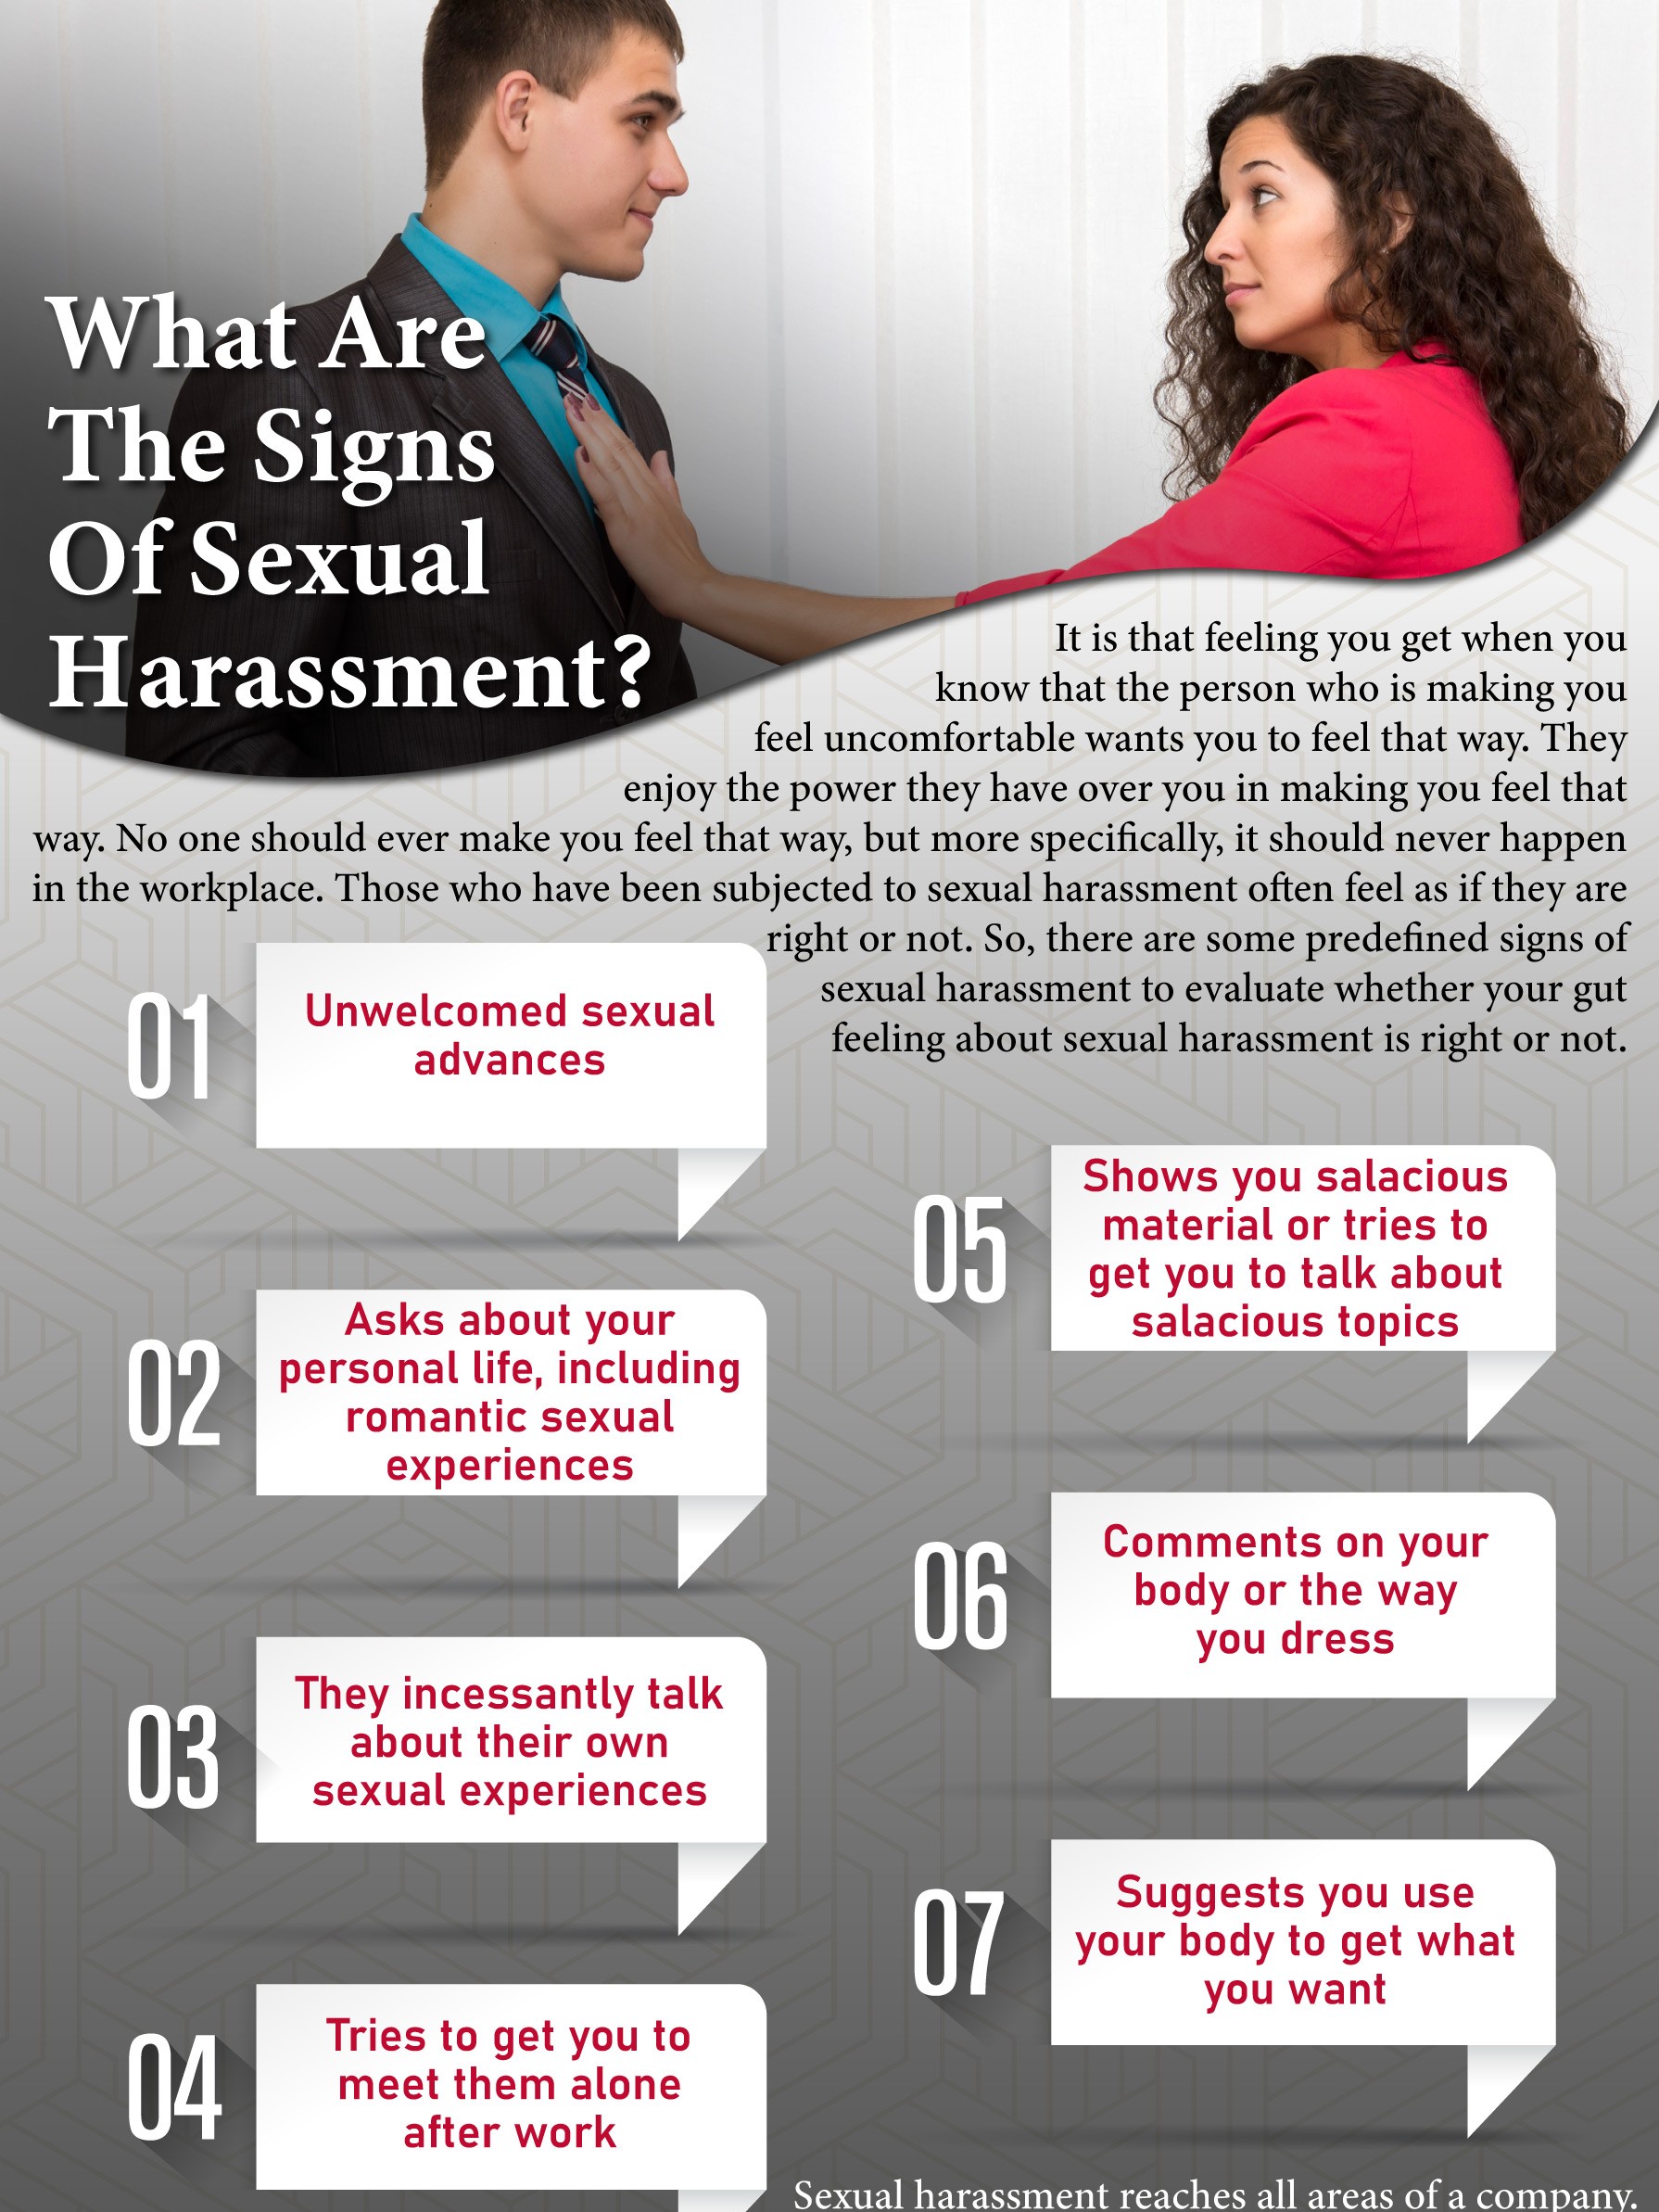 What Are
The Signs
Of Sexual
Harassment?
It is that feeling you get when you
know that the person who is making you
feel uncomfortable wants you to feel that way. They
enjoy the power they have over you in making you feel that
way. No one should ever make you feel that way, but more specifically, it should never happen
in the workplace. Those who have been subjected to sexual harassment often feel as if they are
right or not. So, there are some predefined signs of
sexual harassment to evaluate whether your gut
feeling about sexual harassment is right or not.
01
Unwelcomed sexual
advances
02
Asks about your
personal life, including
romantic sexual
experiences
03
They incessantly talk
about their own
sexual experiences
04
Tries to get you to
meet them alone
after work
05
Shows you salacious
material or tries to
get you to talk about
salacious topics
06
Comments on your
body or the way
you dress
07
Suggests you use
your body to get what
you want
Sexual harassment reaches all areas of a company.